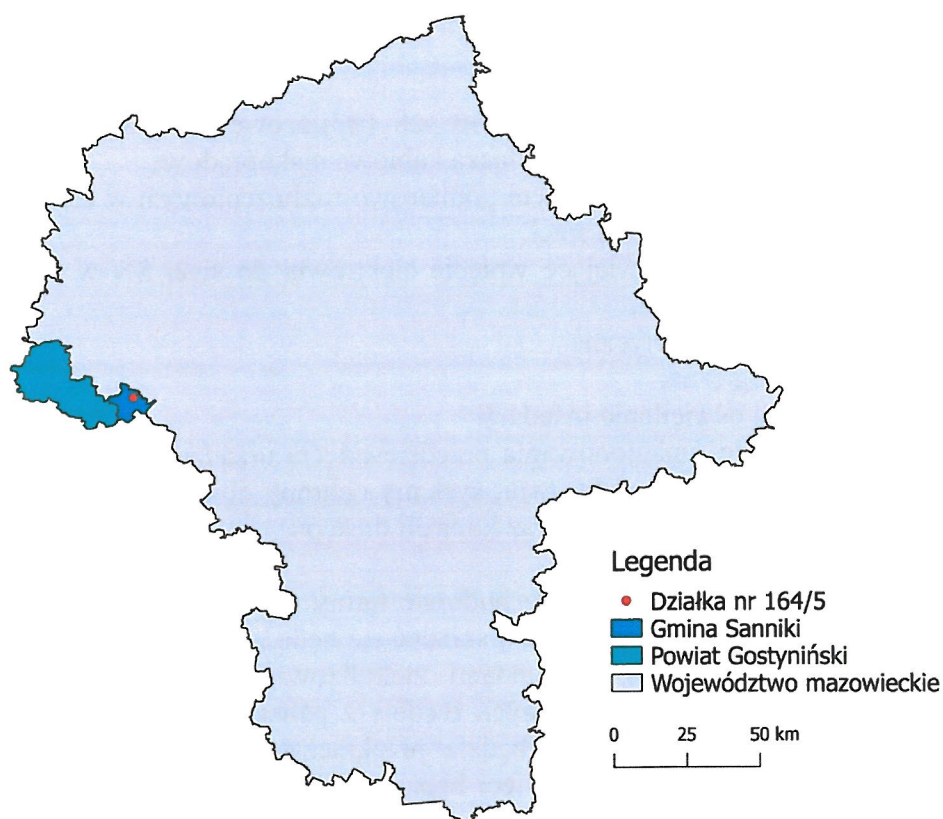 Legenda
Działka nr 164/5
Gmina Sanniki
Powiat Gostyniński
Województwo mazowieckie
0 25 50 km